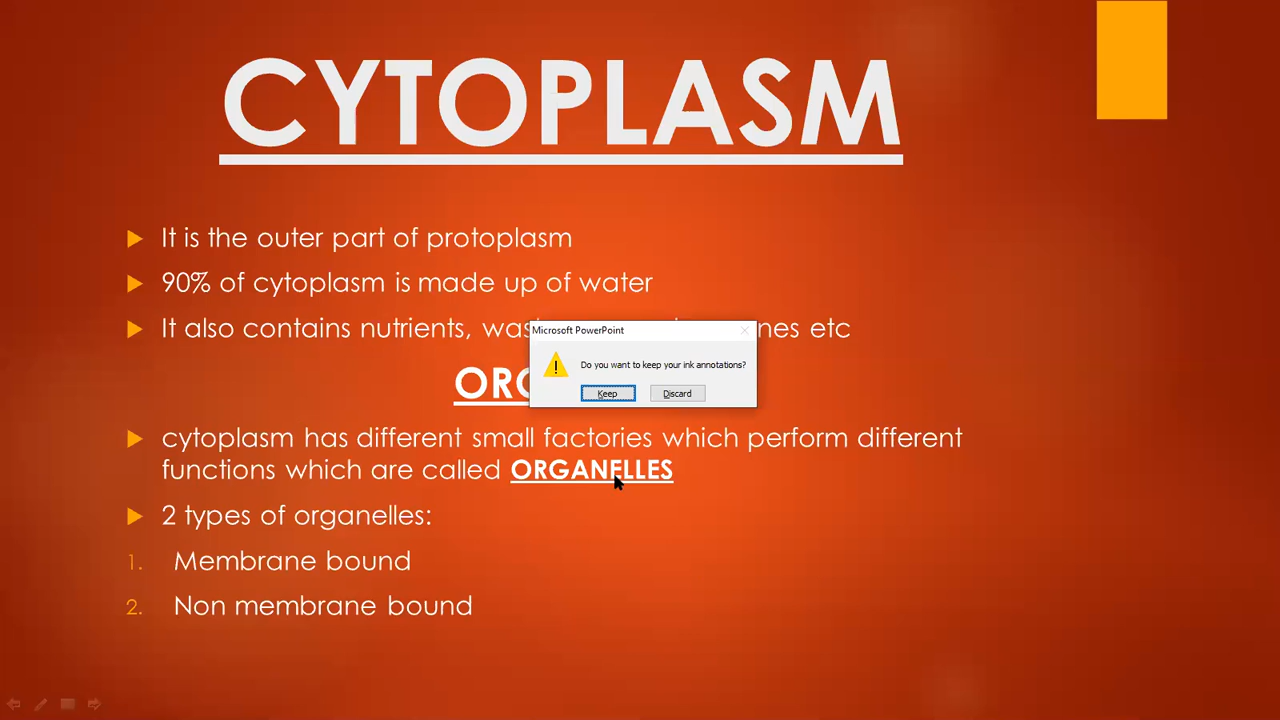 CYTOPLASM
It is the outer part of protoplasm
90% of cytoplasm is made up of water
It also contains nutrients, etc
Microsoft PowerPoint
Do you want to keep your ink annotations?
Keep Discard
cytoplasm has different small factories which perform different
functions which are called ORGANELLES
2 types of organelles:
1. Membrane bound
2. Non membrane bound